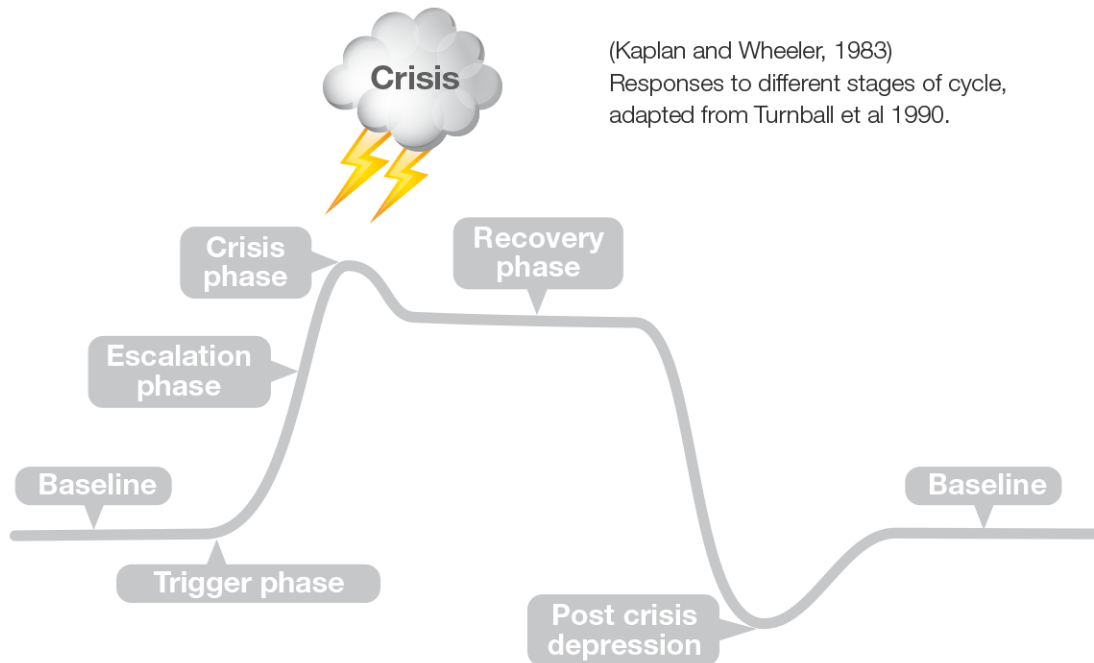 Crisis
(Kaplan and Wheeler, 1983)
Responses to different stages of cycle,
adapted from Turnball et al 1990.
Crisis
phase
Recovery
phase
Escalation
phase
Baseline
Baseline
Trigger phase
Post crisis
depression